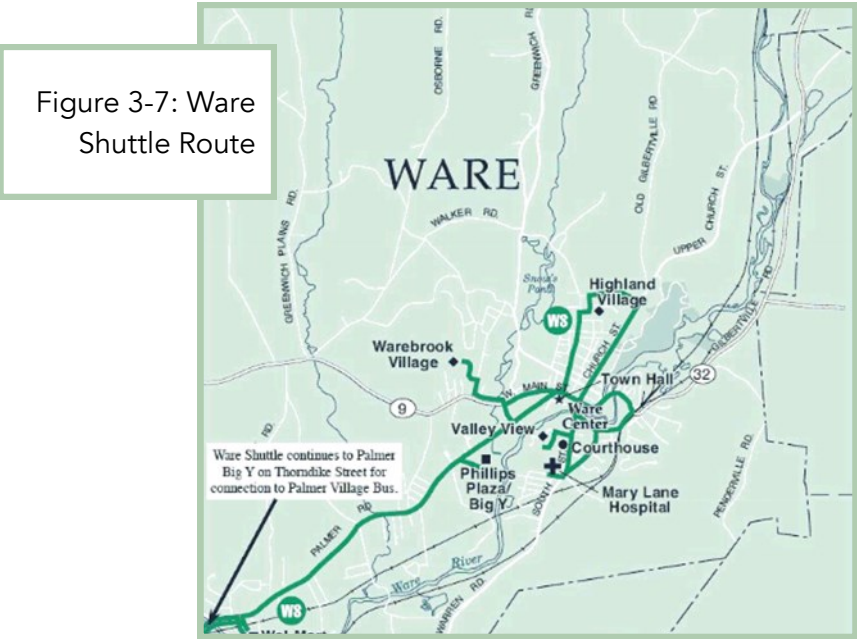 Figure 3-7: Ware
Shuttle Route
OSBORNE RD.
GREENWICH
WARE
OLD GILBERTVILLE RD
UPPER CHURCH ST.
WALKER RD.
GREENWICH PLAINS RD.
Snow's
Pond
Highland
Village
WS
CHURCH ST
GILBERTVILLE RD
Warebrook
Village
W. MAIN ST
Town Hall
32
9
Ware
Center
Valley View
Courthouse
RD.
Ware Shuttle continues to Palmer
Big Y on Thorndike Street for
connection to Palmer Village Bus.
Phillips
Plaza/
Big Y
SOUTH ST
Mary Lane
Hospital
PENDERVILLE RD.
PALMER RD
Ware River
WARREN RD.
WS